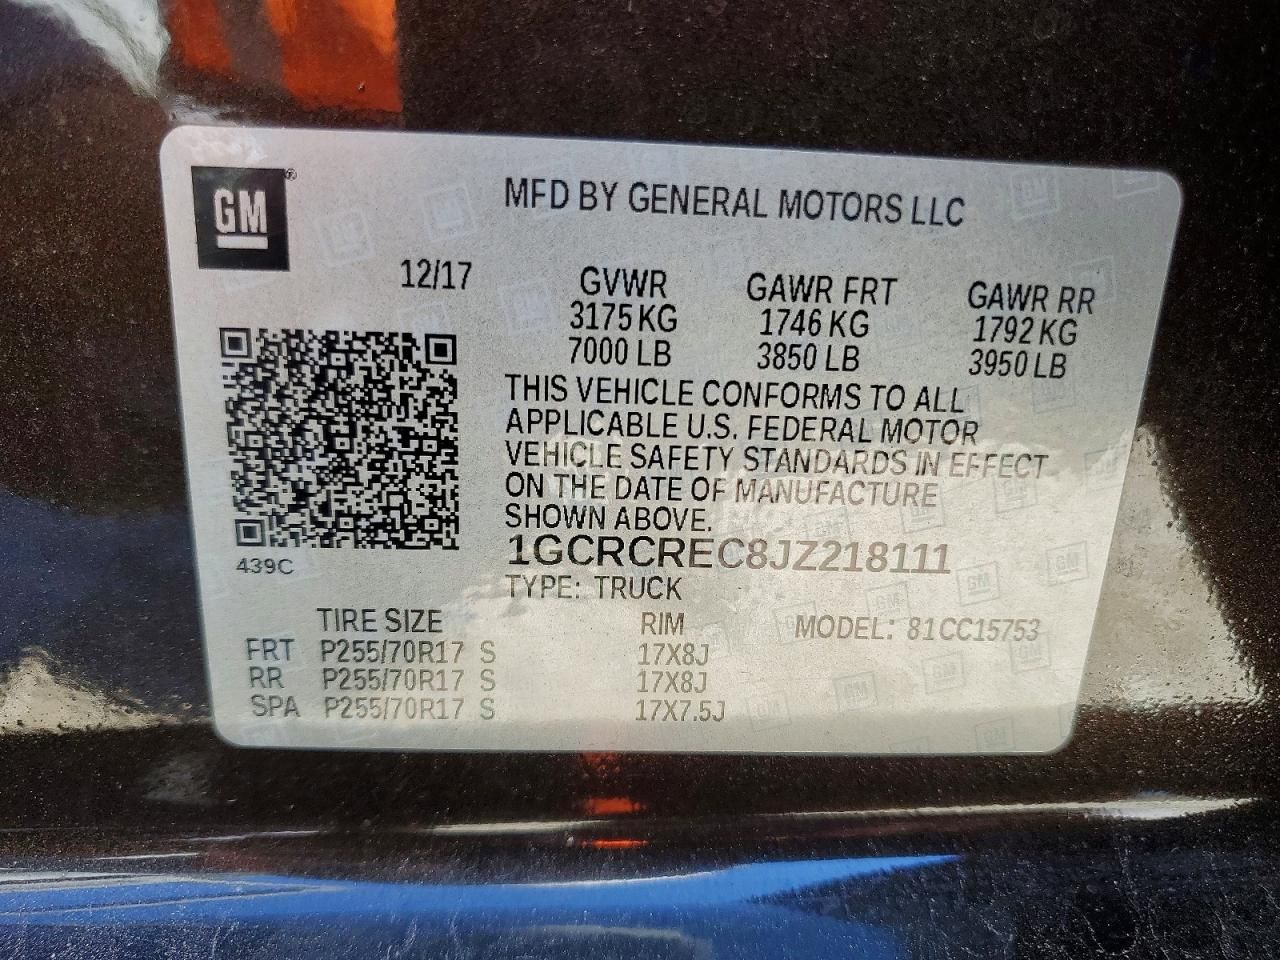 GM®
MFD BY GENERAL MOTORS LLC
12/17
GVWR GAWR FRT GAWR RR
3175 KG 1746 KG 1792 KG
7000 LB 3850 LB 3950 LB
THIS VEHICLE CONFORMS TO ALL
APPLICABLE U.S. FEDERAL MOTOR
VEHICLE SAFETY STANDARDS IN EFFECT
ON THE DATE OF MANUFACTURE
SHOWN ABOVE.
439C
1GCRCREC8JZ218111
TYPE: TRUCK
TIRE SIZE RIM MODEL: 81CC15753
FRT P255/70R17 S 17X8J
RR P255/70R17 S 17X8J
SPA P255/70R17 S 17X7.5J